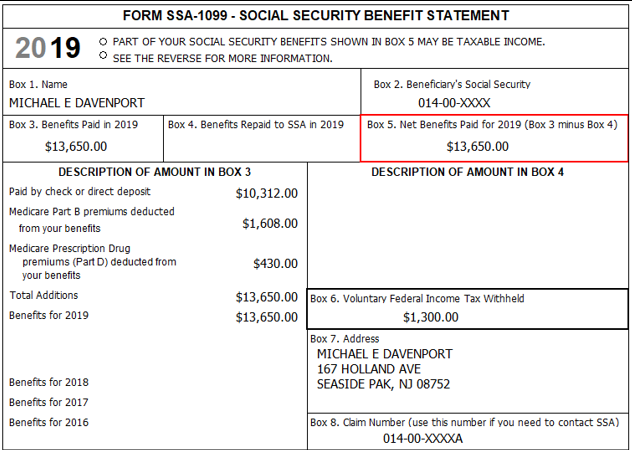 FORM SSA-1099 - SOCIAL SECURITY BENEFIT STATEMENT
2019
PART OF YOUR SOCIAL SECURITY BENEFITS SHOWN IN BOX 5 MAY BE TAXABLE INCOME.
SEE THE REVERSE FOR MORE INFORMATION.
Box 1. Name
MICHAEL E DAVENPORT
Box 2. Beneficiary's Social Security
014-00-XXXX
Box 3. Benefits Paid in 2019
$13,650.00
Box 4. Benefits Repaid to SSA in 2019
Box 5. Net Benefits Paid for 2019 (Box 3 minus Box 4)
$13,650.00
DESCRIPTION OF AMOUNT IN BOX 3
Paid by check or direct deposit $10,312.00
Medicare Part B premiums deducted
from your benefits $1,608.00
Medicare Prescription Drug
premiums (Part D) deducted from $430.00
your benefits
Total Additions $13,650.00
Benefits for 2019 $13,650.00
Benefits for 2018
Benefits for 2017
Benefits for 2016
DESCRIPTION OF AMOUNT IN BOX 4
Box 6. Voluntary Federal Income Tax Withheld
$1,300.00
Box 7. Address
MICHAEL E DAVENPORT
167 HOLLAND AVE
SEASIDE PAK, NJ 08752
Box 8. Claim Number (use this number if you need to contact SSA)
014-00-XXXXA